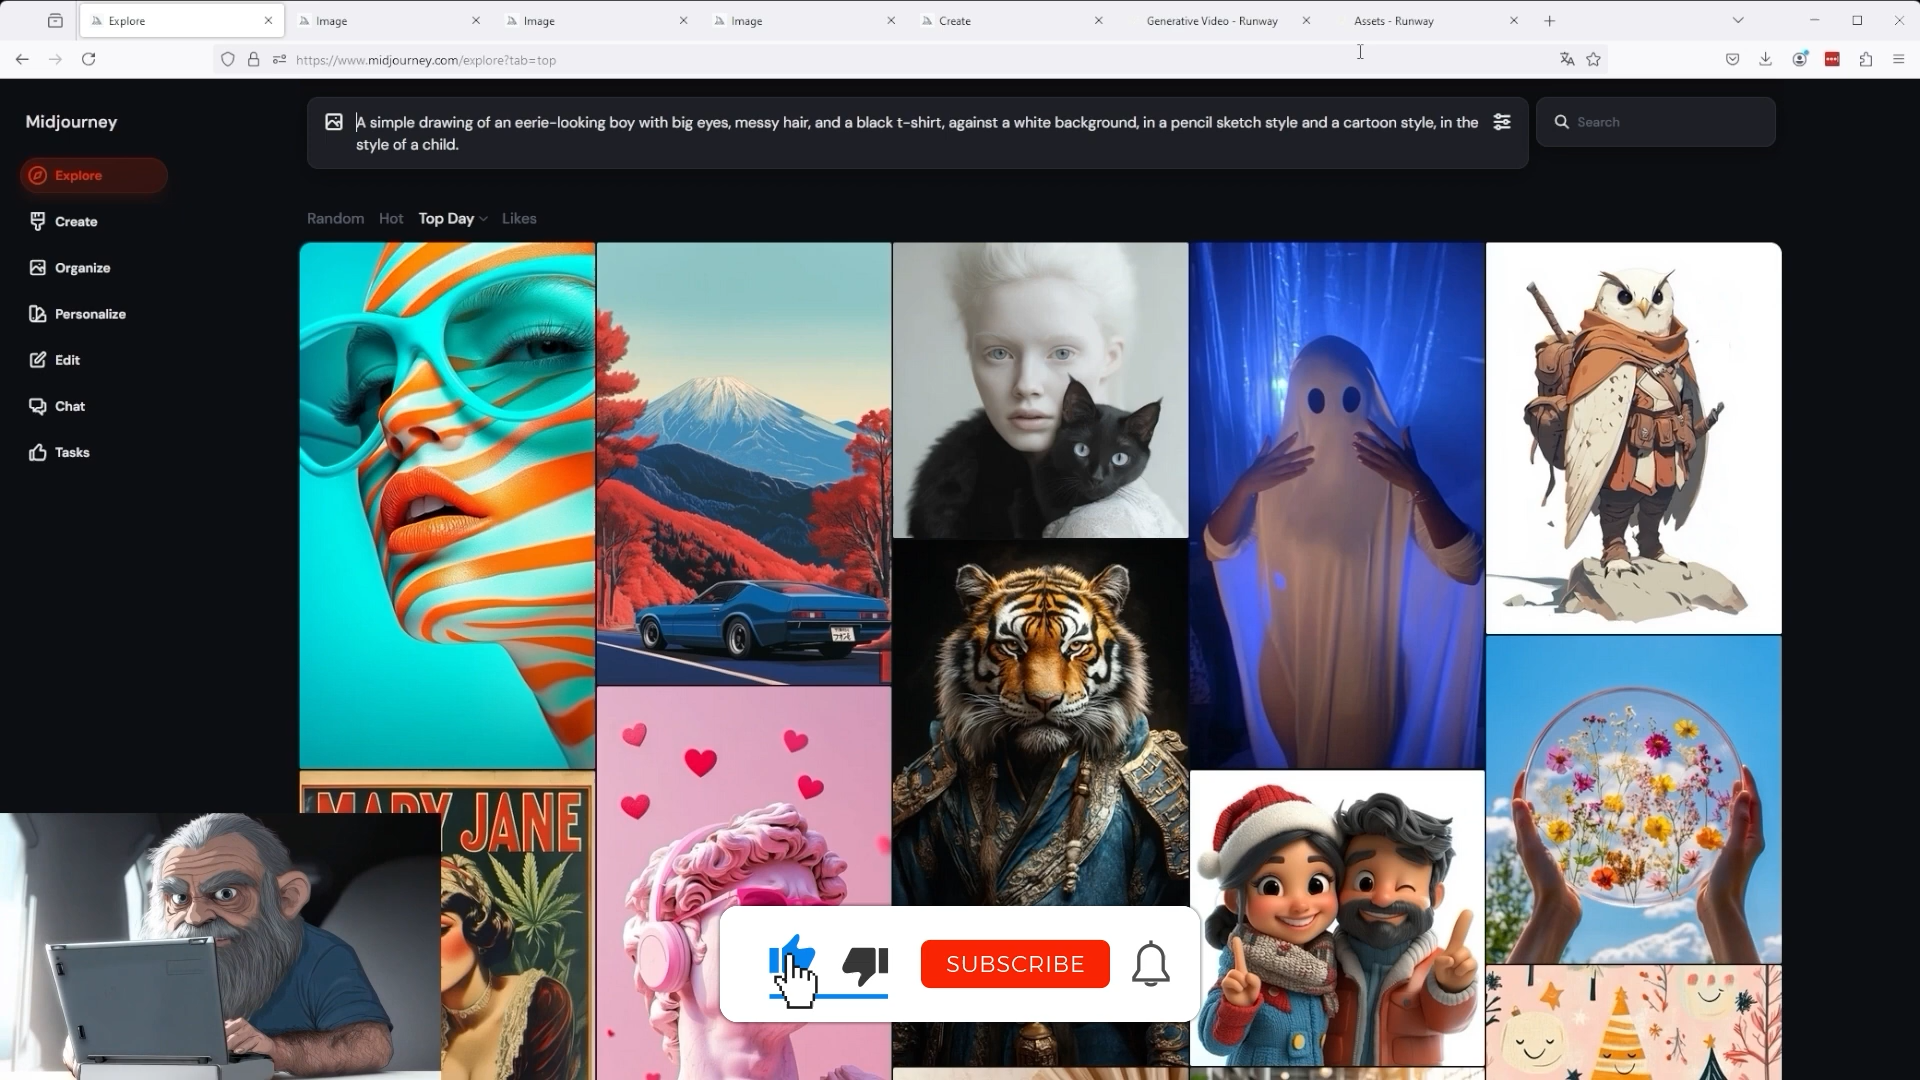 Explore
Image
Image
Image
Create
Generative Video - Runway
Assets - Runway
https://www.midjourney.com/explore?tab=top
Midjourney
A simple drawing of an eerie-looking boy with big eyes, messy hair, and a black t-shirt, against a white background, in a pencil sketch style and a cartoon style, in the
style of a child.
Search
Explore
Create
Organize
Personalize
Edit
Chat
Tasks
Random Hot Top Day Likes
MARY JANE
SUBSCRIBE